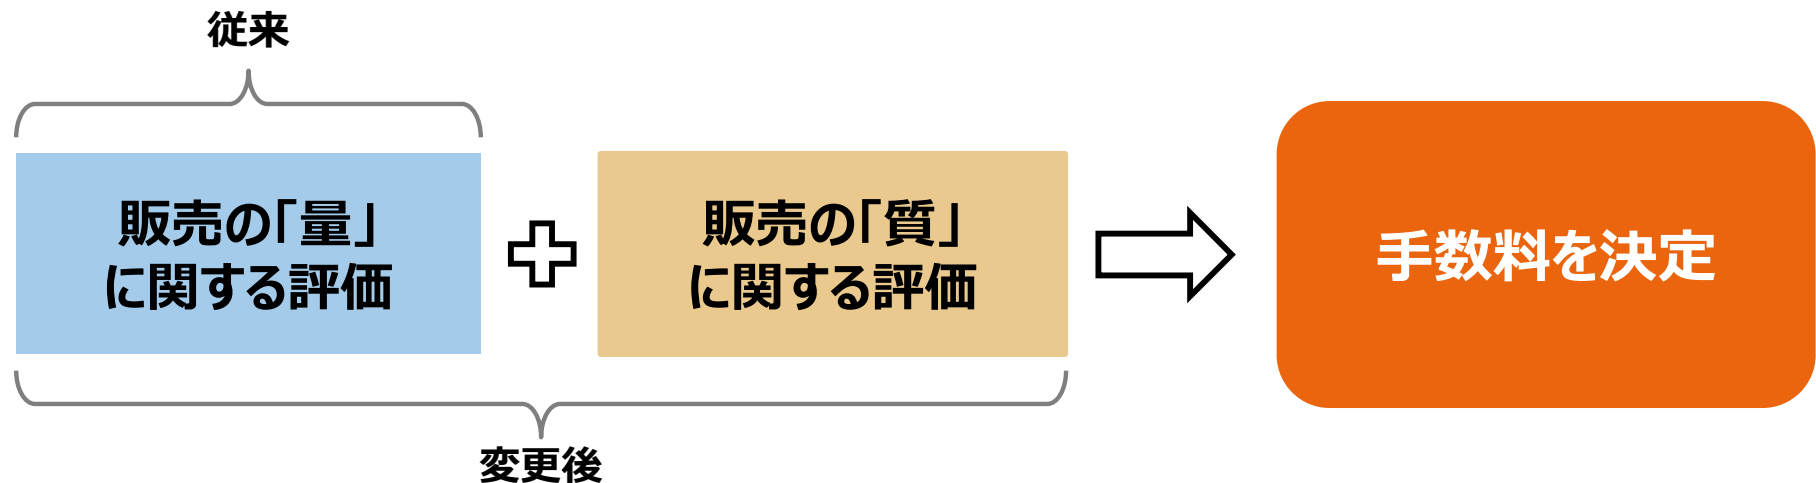 従来
販売の「量」
に関する評価
販売の「質」
に関する評価
手数料を決定
変更後